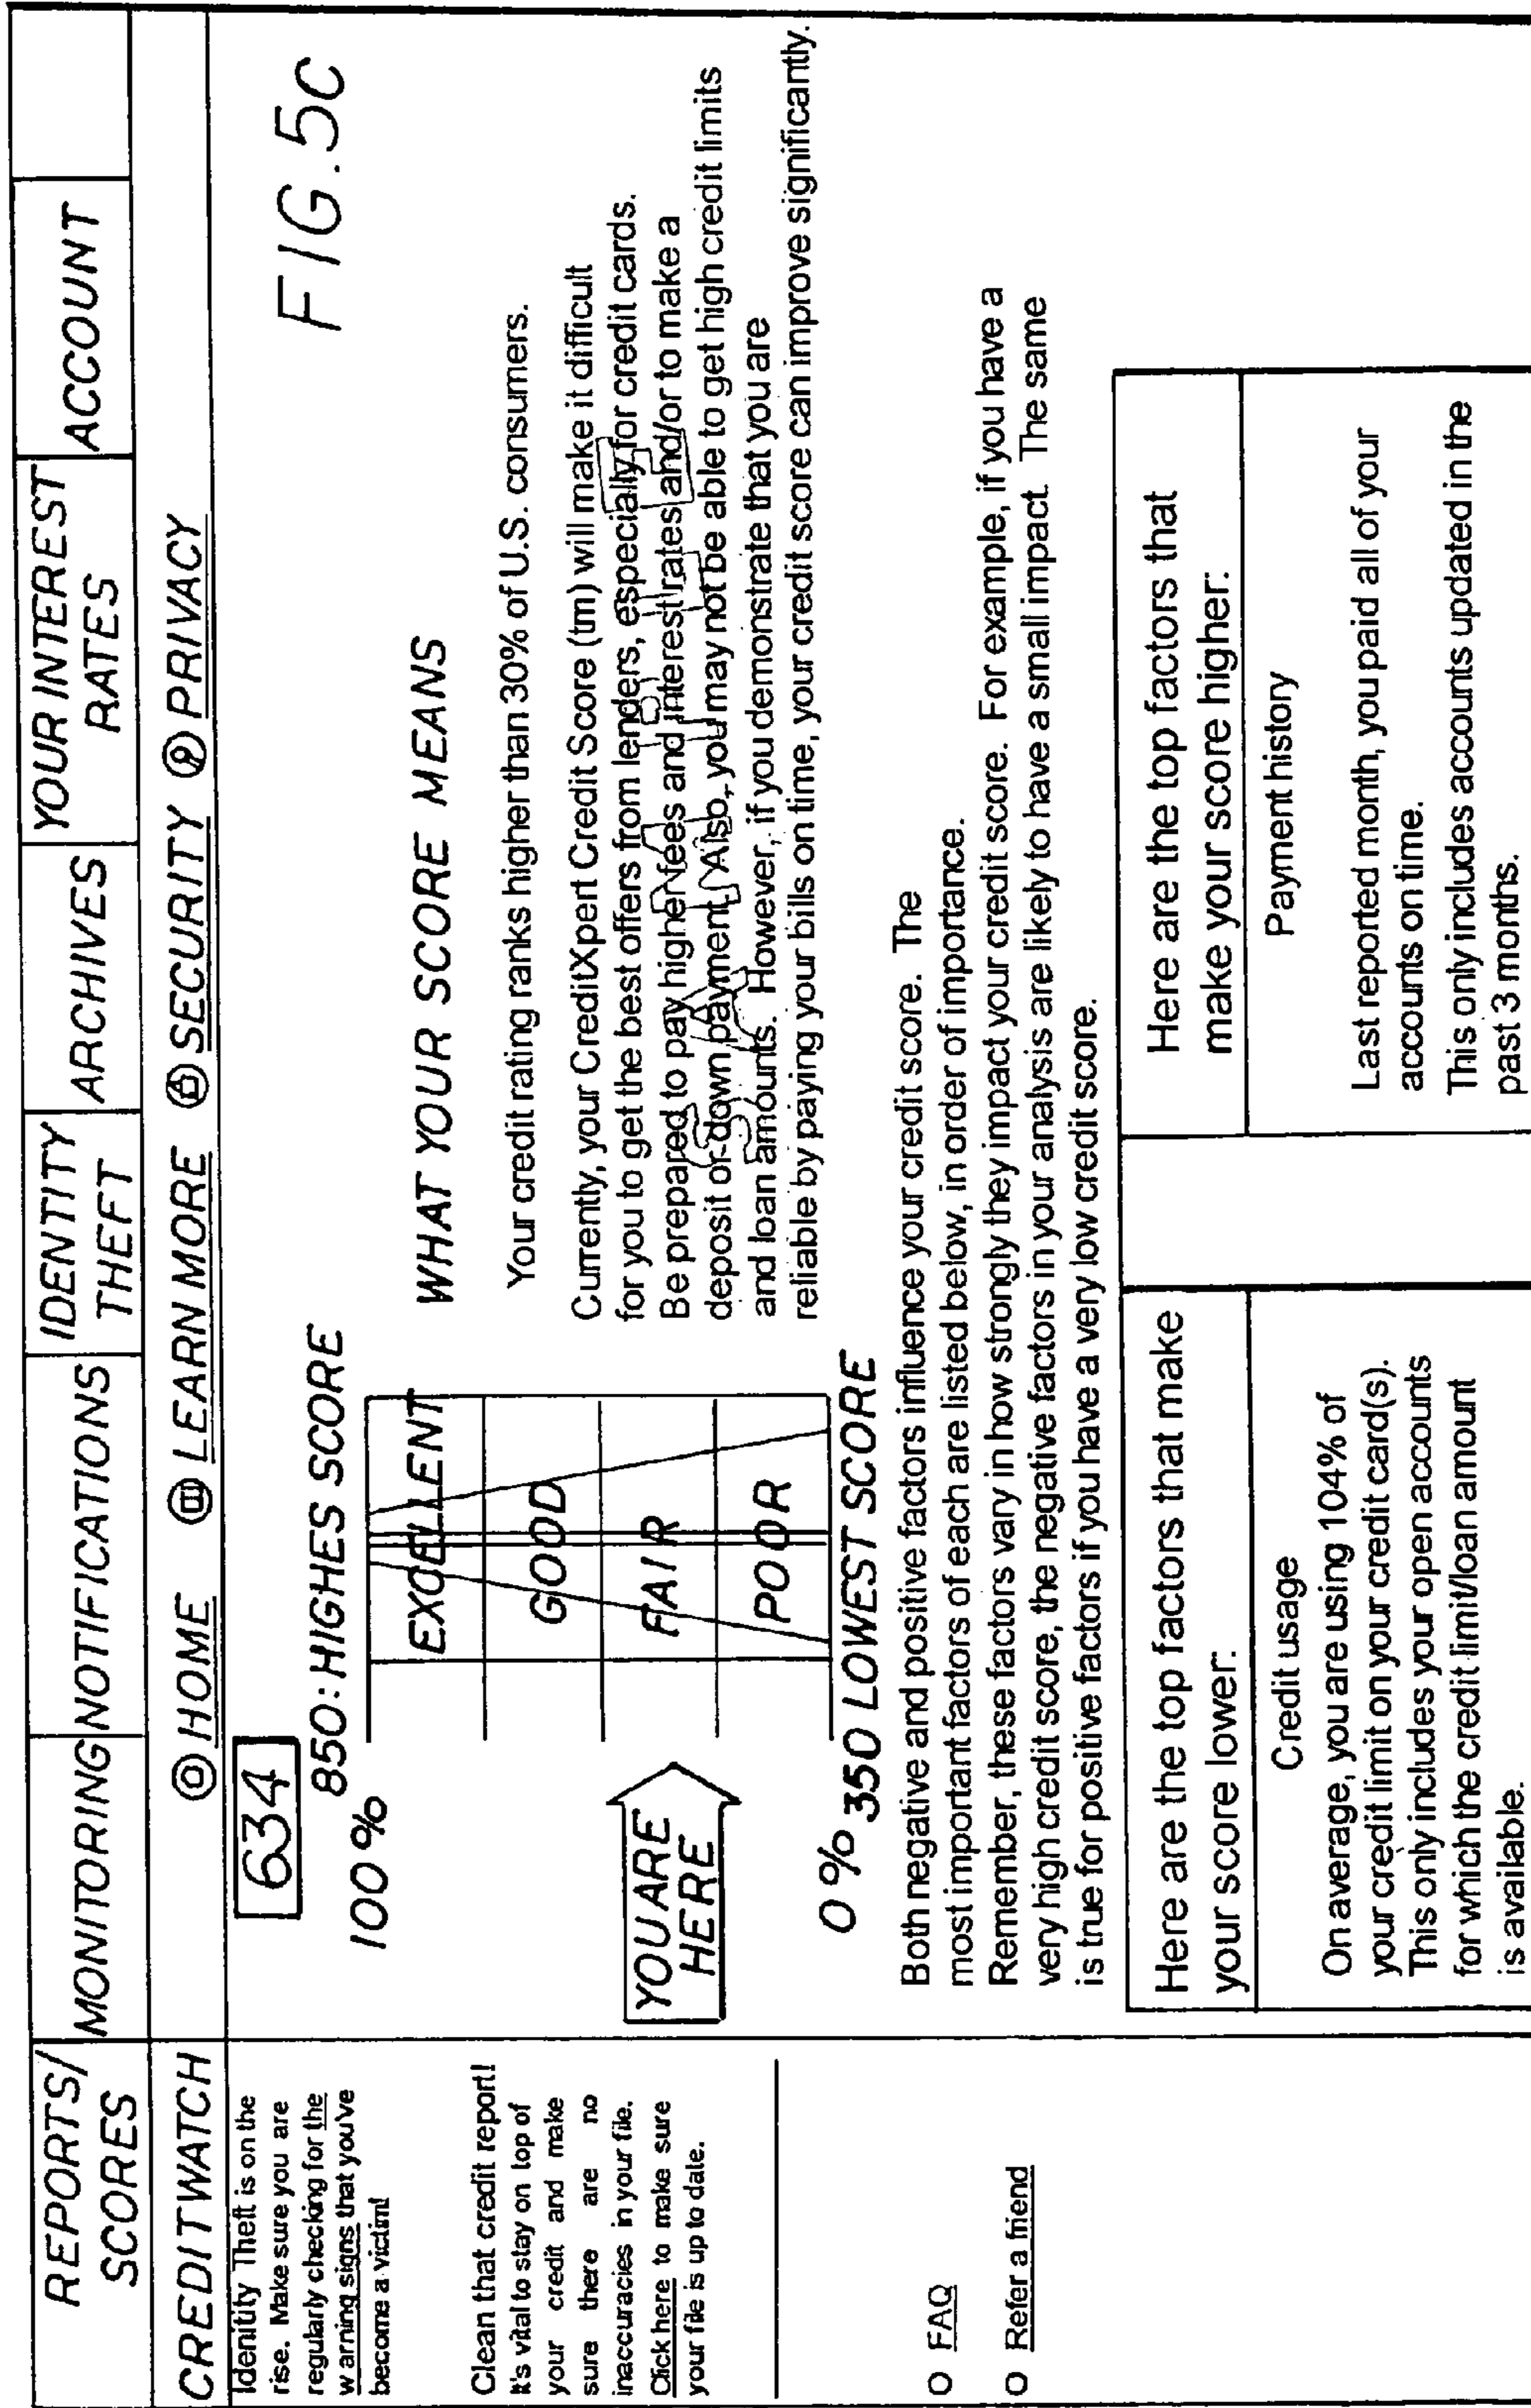 REPORTS/
SCORES
MONITORING
NOTIFICATIONS
IDENTITY
THEFT
ARCHIVES
YOUR INTEREST
RATES
ACCOUNT
CREDITWATCH
HOME
LEARN MORE
SECURITY
PRIVACY
FIG. 5C
Idenitity Theft is on the
rise. Make sure you are
regularly checking for the
warning signs that you've
become a victim!
Clean that credit report!
It's vital to stay on top of
your credit and make
sure there are no
inaccuracies in your file.
Click here to make sure
your file is up to date.
O FAQ
O Refer a friend
634
850: HIGHES SCORE
100%
EXCELLENT
GOOD
FAIR
POOR
YOU ARE
HERE
0%
350 LOWEST SCORE
WHAT YOUR SCORE MEANS
Your credit rating ranks higher than 30% of U.S. consumers.
Currently, your CreditXpert Credit Score (tm) will make it difficult
for you to get the best offers from lenders, especially for credit cards.
Be prepared to pay higher fees and interest rates and/or to make a
deposit or down payment. Also, you may not be able to get high credit limits
and loan amounts. However, if you demonstrate that you are
reliable by paying your bills on time, your credit score can improve significantly.
Both negative and positive factors influence your credit score. The
most important factors of each are listed below, in order of importance.
Remember, these factors vary in how strongly they impact your credit score. For example, if you have a
very high credit score, the negative factors in your analysis are likely to have a small impact. The same
is true for positive factors if you have a very low credit score.
Here are the top factors that make
your score lower:
Credit usage
On average, you are using 104% of
your credit limit on your credit card(s).
This only includes your open accounts
for which the credit limit/loan amount
is available.
Here are the top factors that
make your score higher:
Payment history
Last reported month, you paid all of your
accounts on time.
This only includes accounts updated in the
past 3 months.